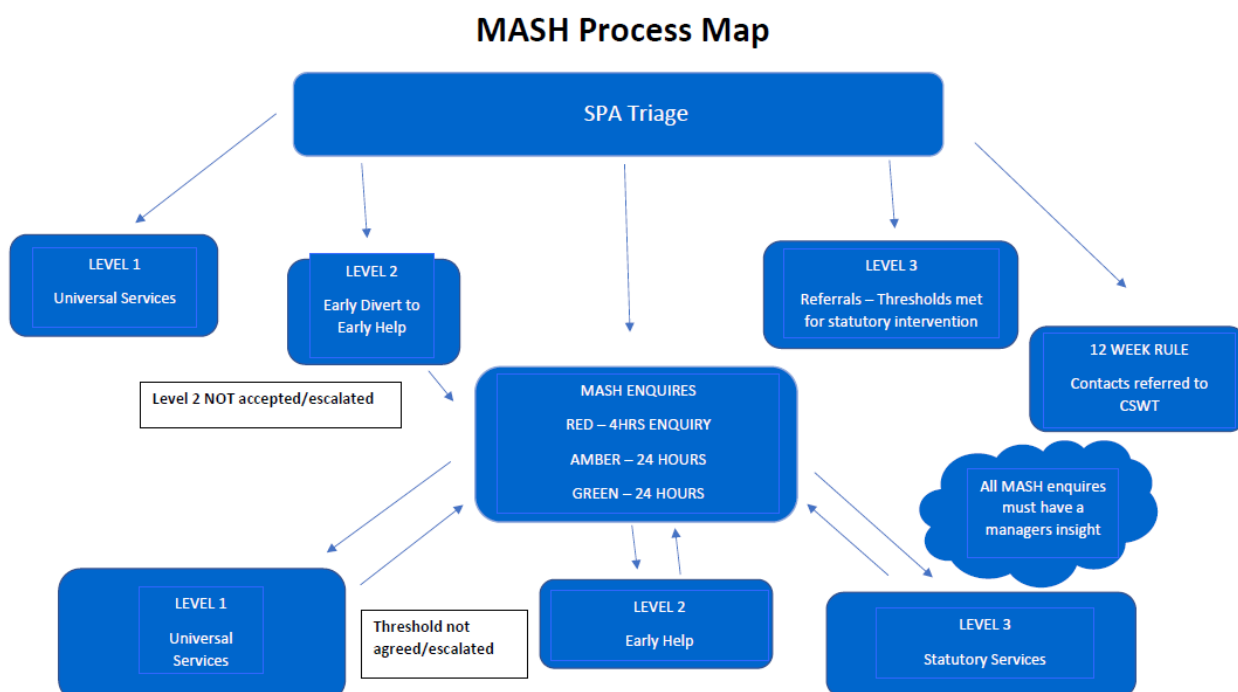 MASH Process Map
SPA Triage
LEVEL 1
Universal Services
LEVEL 2
Early Divert to
Early Help
LEVEL 3
Referrals – Thresholds met
for statutory intervention
12 WEEK RULE
Contacts referred to
CSWT
Level 2 NOT accepted/escalated
MASH ENQUIRES
RED – 4HRS ENQUIRY
AMBER – 24 HOURS
GREEN – 24 HOURS
All MASH enquires
must have a
managers insight
LEVEL 1
Universal
Services
Threshold not
agreed/escalated
LEVEL 2
Early Help
LEVEL 3
Statutory Services